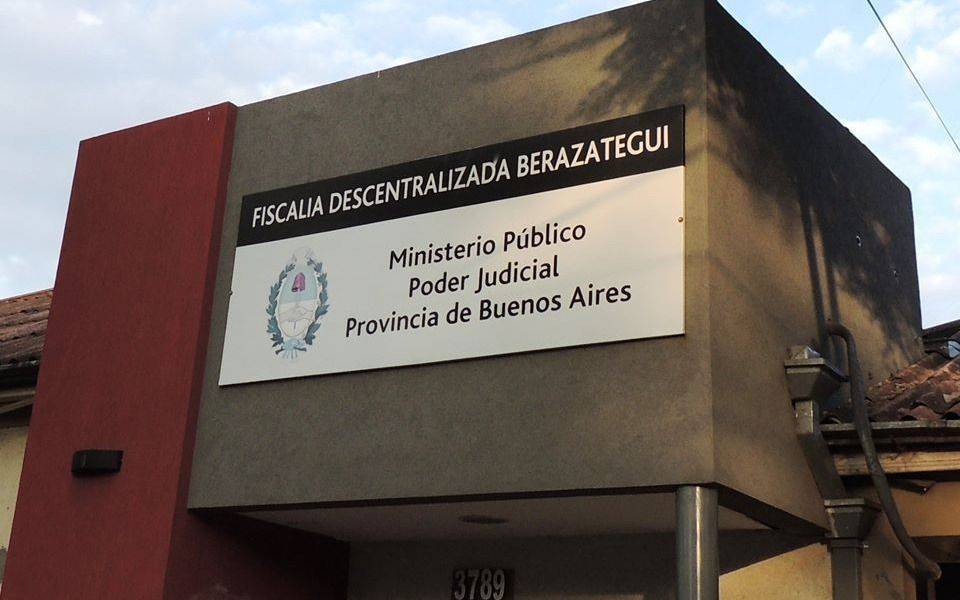 FISCALIA DESCENTRALIZADA BERAZATEGUI
Ministerio Público
Poder Judicial
Provincia de Buenos Aires
3789